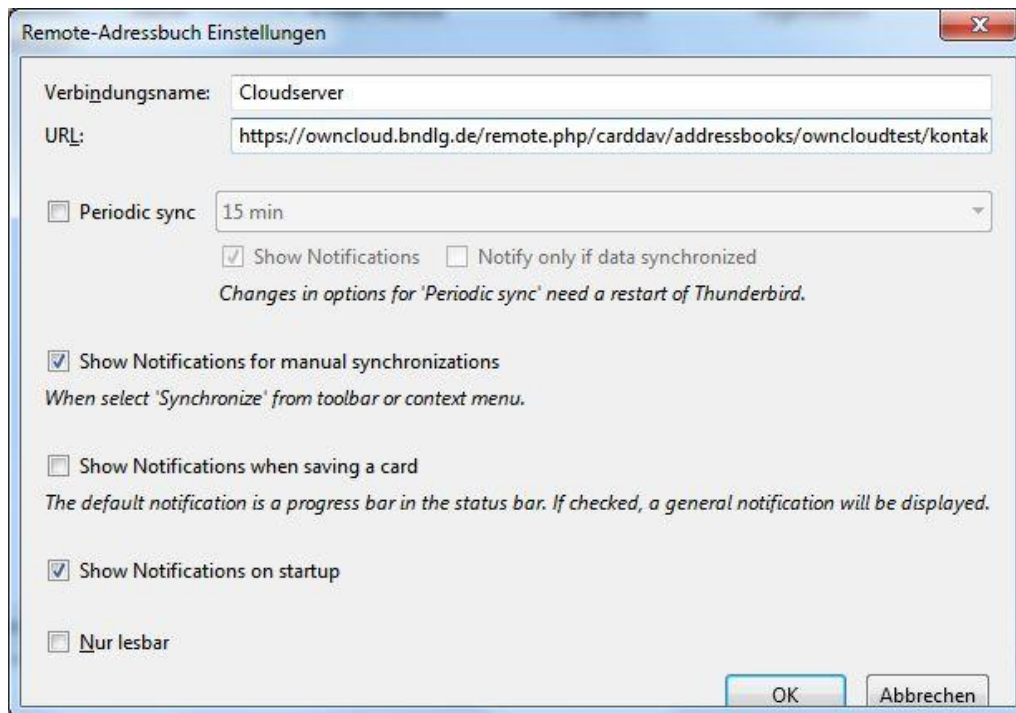 Remote-Adressbuch Einstellungen
Verbindungsname: Cloudserver
URL: https://owncloud.bndlg.de/remote.php/carddav/addressbooks/owncloudtest/kontak
Periodic sync 15 min
Show Notifications Notify only if data synchronized
Changes in options for 'Periodic sync' need a restart of Thunderbird.
Show Notifications for manual synchronizations
When select 'Synchronize' from toolbar or context menu.
Show Notifications when saving a card
The default notification is a progress bar in the status bar. If checked, a general notification will be displayed.
Show Notifications on startup
Nur lesbar
OK Abbrechen